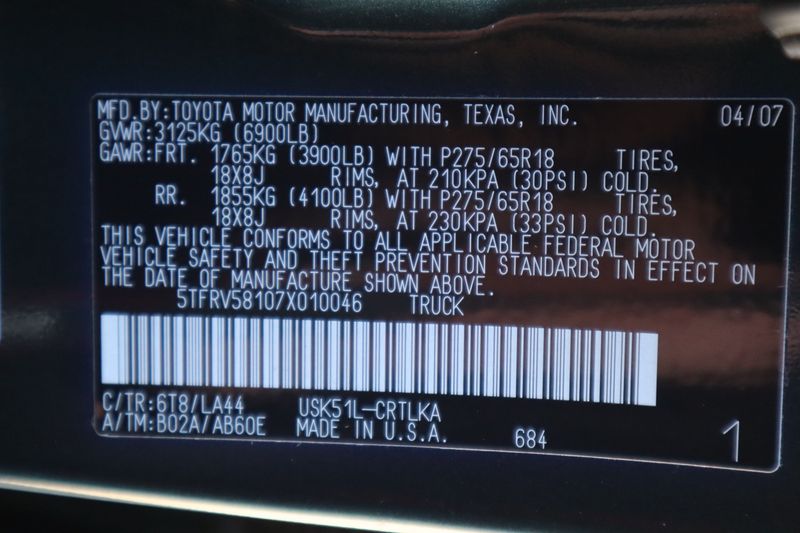 MFD.BY:TOYOTA MOTOR MANUFACTURING, TEXAS, INC. 04/07
GVWR:3125KG (6900LB)
GAWR:FRT. 1765KG (3900LB) WITH P275/65R18 TIRES,
18X8J RIMS, AT 210KPA (30PSI) COLD.
RR. 1855KG (4100LB) WITH P275/65R18 TIRES,
18X8J RIMS, AT 230KPA (33PSI) COLD.
THIS VEHICLE CONFORMS TO ALL APPLICABLE FEDERAL MOTOR
VEHICLE SAFETY AND THEFT PREVENTION STANDARDS IN EFFECT ON
THE DATE OF MANUFACTURE SHOWN ABOVE.
5TFRV58107X010046 TRUCK
C/TR:6T8/LA44 USK51L-CRTLKA
A/TM:B02A/AB60E MADE IN U.S.A. 684 1